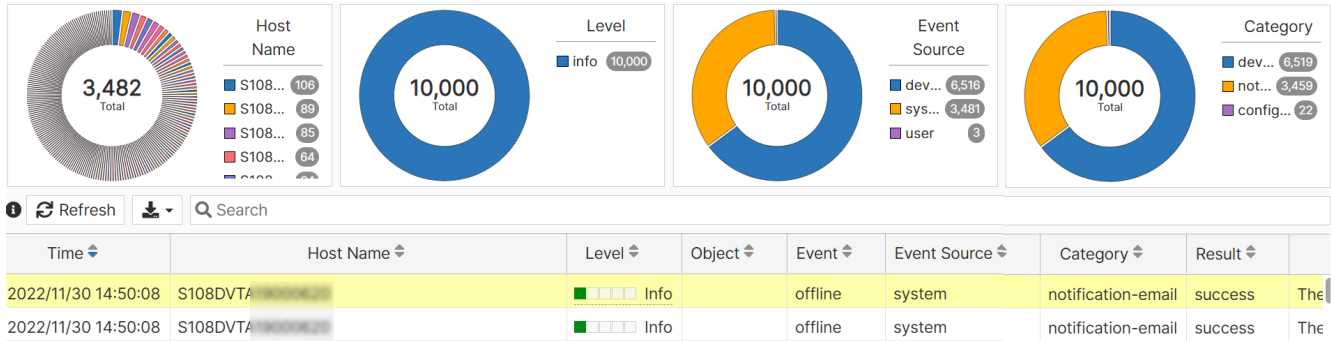 Host
Name
3,482
Total
S108... 106
S108... 89
S108... 85
S108... 64
Level
10,000
Total
info 10,000
Event
Source
10,000
Total
dev... 6,516
sys... 3,481
user 3
Category
10,000
Total
dev... 6,519
not... 3,459
config... 22
Refresh
Search
Time Host Name Level Object Event Event Source Category Result
2022/11/30 14:50:08 S108DVTA Info offline system notification-email success The
2022/11/30 14:50:08 S108DVTA Info offline system notification-email success The